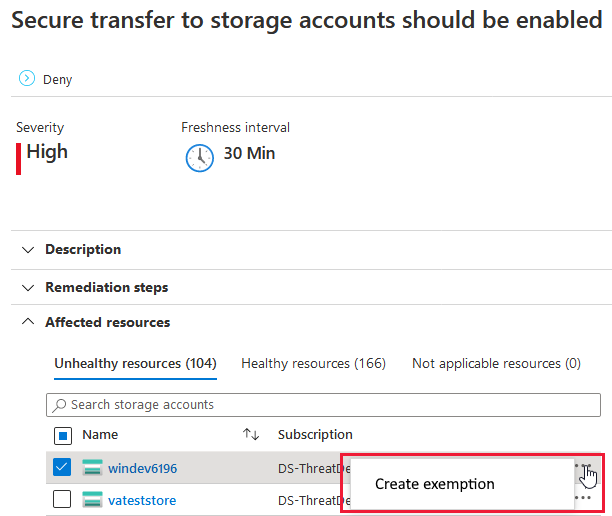 Secure transfer to storage accounts should be enabled
Deny
Severity Freshness interval
High 30 Min
Description
Remediation steps
Affected resources
Unhealthy resources (104) Healthy resources (166) Not applicable resources (0)
Search storage accounts
Name Subscription
windev6196 DS-ThreatDe
Create exemption
vateststore DS-ThreatDe